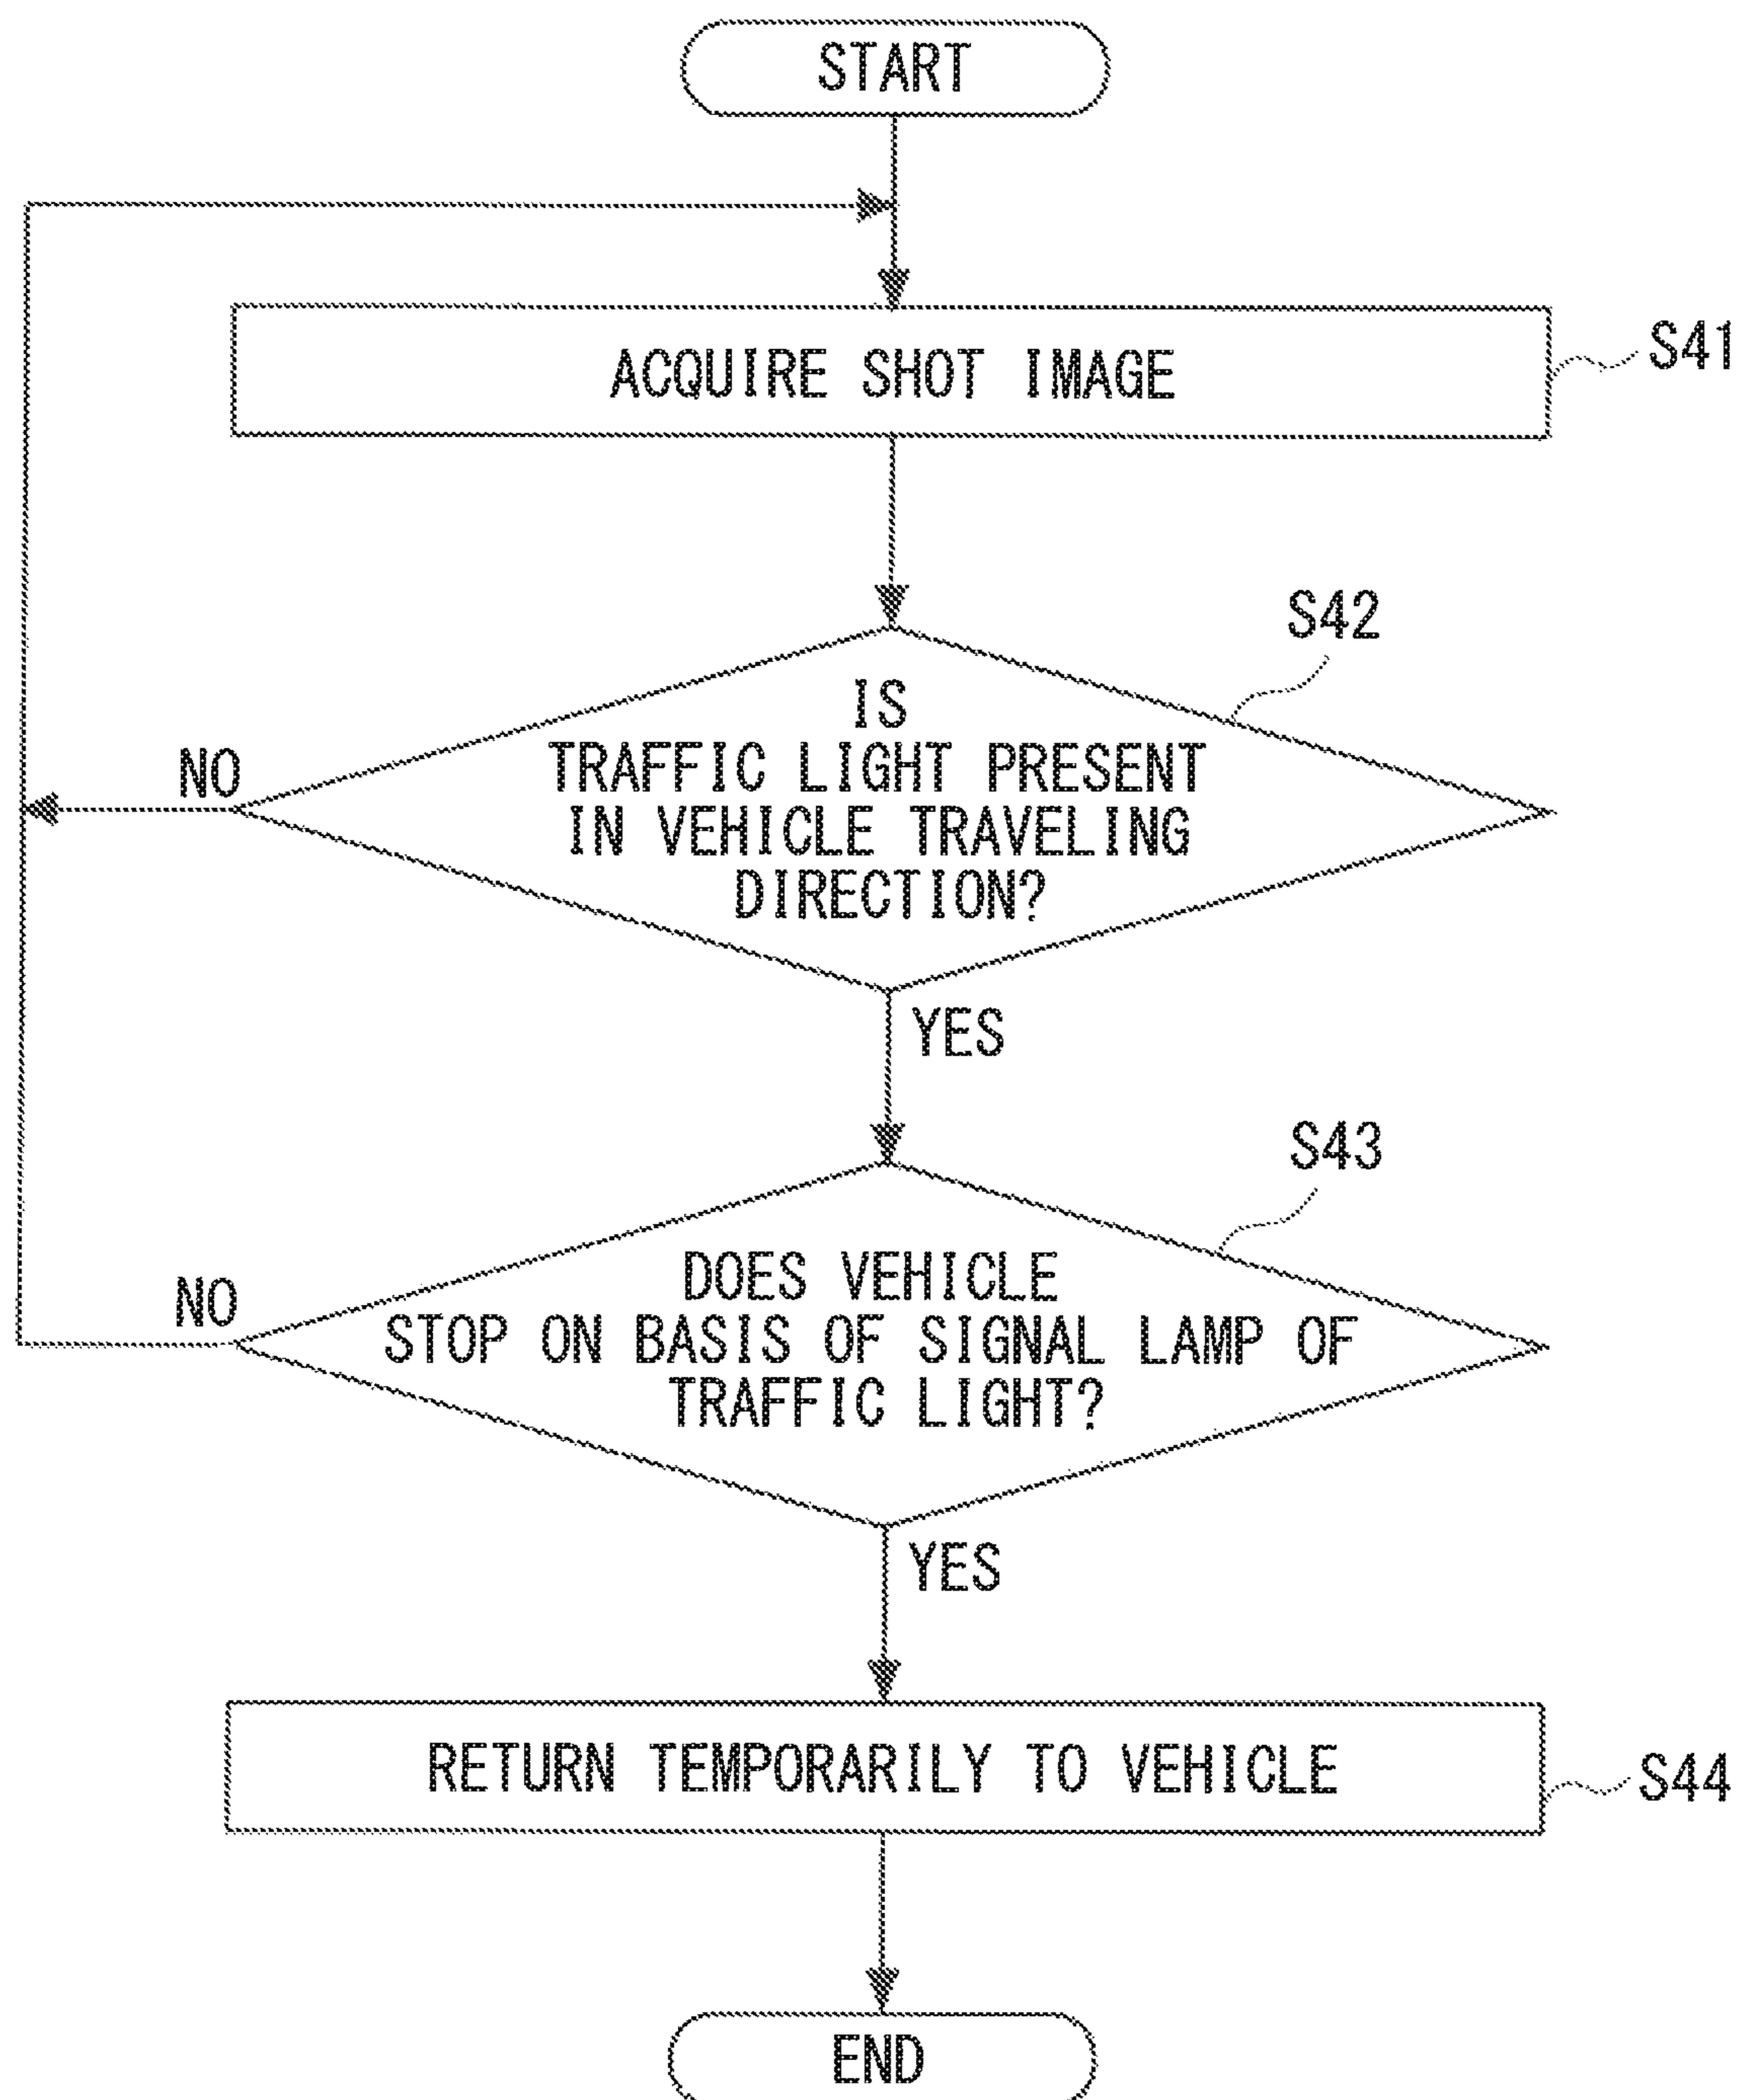 START
ACQUIRE SHOT IMAGE
S41
S42
IS
TRAFFIC LIGHT PRESENT
IN VEHICLE TRAVELING
DIRECTION?
NO
YES
S43
DOES VEHICLE
STOP ON BASIS OF SIGNAL LAMP OF
TRAFFIC LIGHT?
NO
YES
RETURN TEMPORARILY TO VEHICLE
S44
END